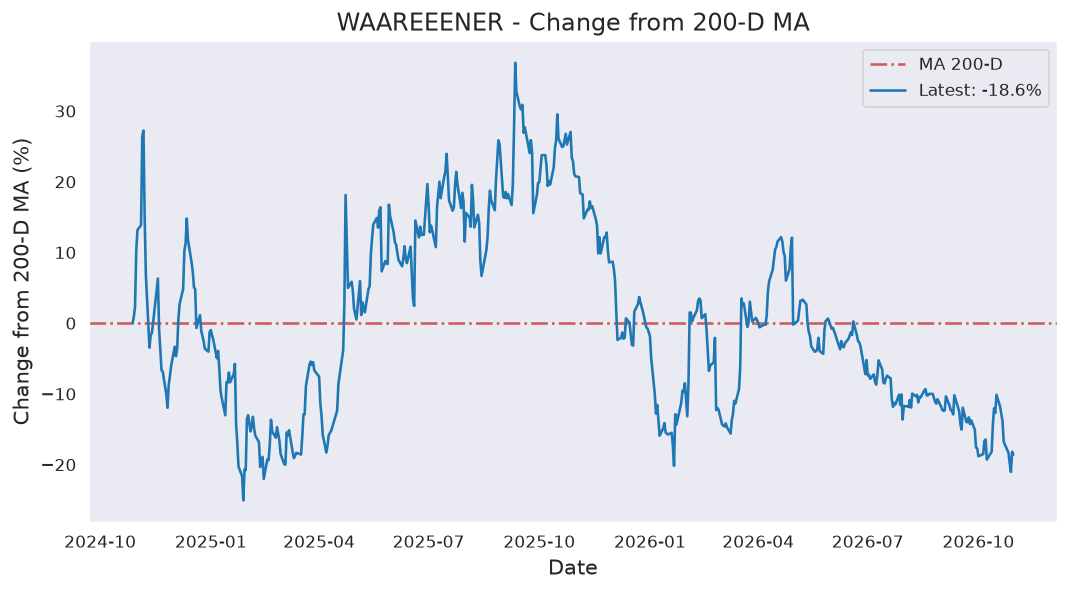 WAAREEENER - Change from 200-D MA
MA 200-D
Latest: -18.6%
Change from 200-D MA (%)
30
20
10
0
−10
−20
2024-10 2025-01 2025-04 2025-07 2025-10 2026-01 2026-04 2026-07 2026-10
Date